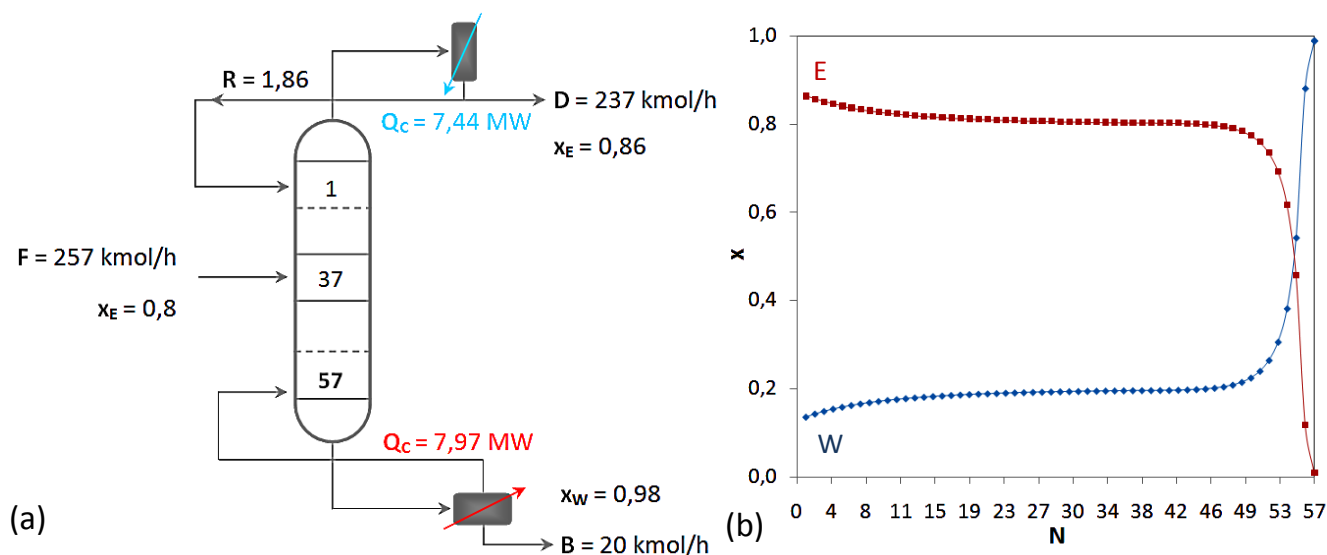 R = 1,86
D = 237 kmol/h
Q_C = 7,44 MW
x_E = 0,86
1
F = 257 kmol/h
37
x_E = 0,8
57
Q_C = 7,97 MW
x_W = 0,98
B = 20 kmol/h
(a)
1,0
0,8
0,6
0,4
0,2
0,0
x
E
W
0 4 8 11 15 19 23 27 30 34 38 42 46 49 53 57
N
(b)